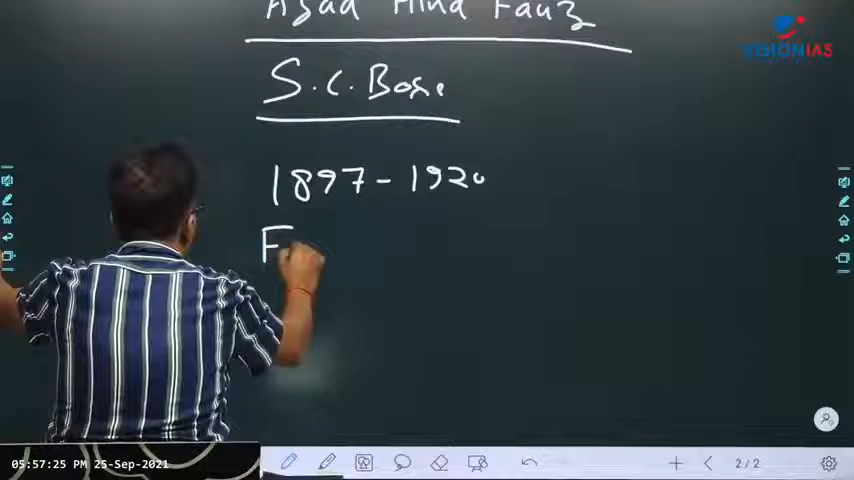 Azad Hind Fauz
VISIONIAS
S.C. Bose
1897-1920
F
05:57:25 PM 25-Sep-2021
2/2